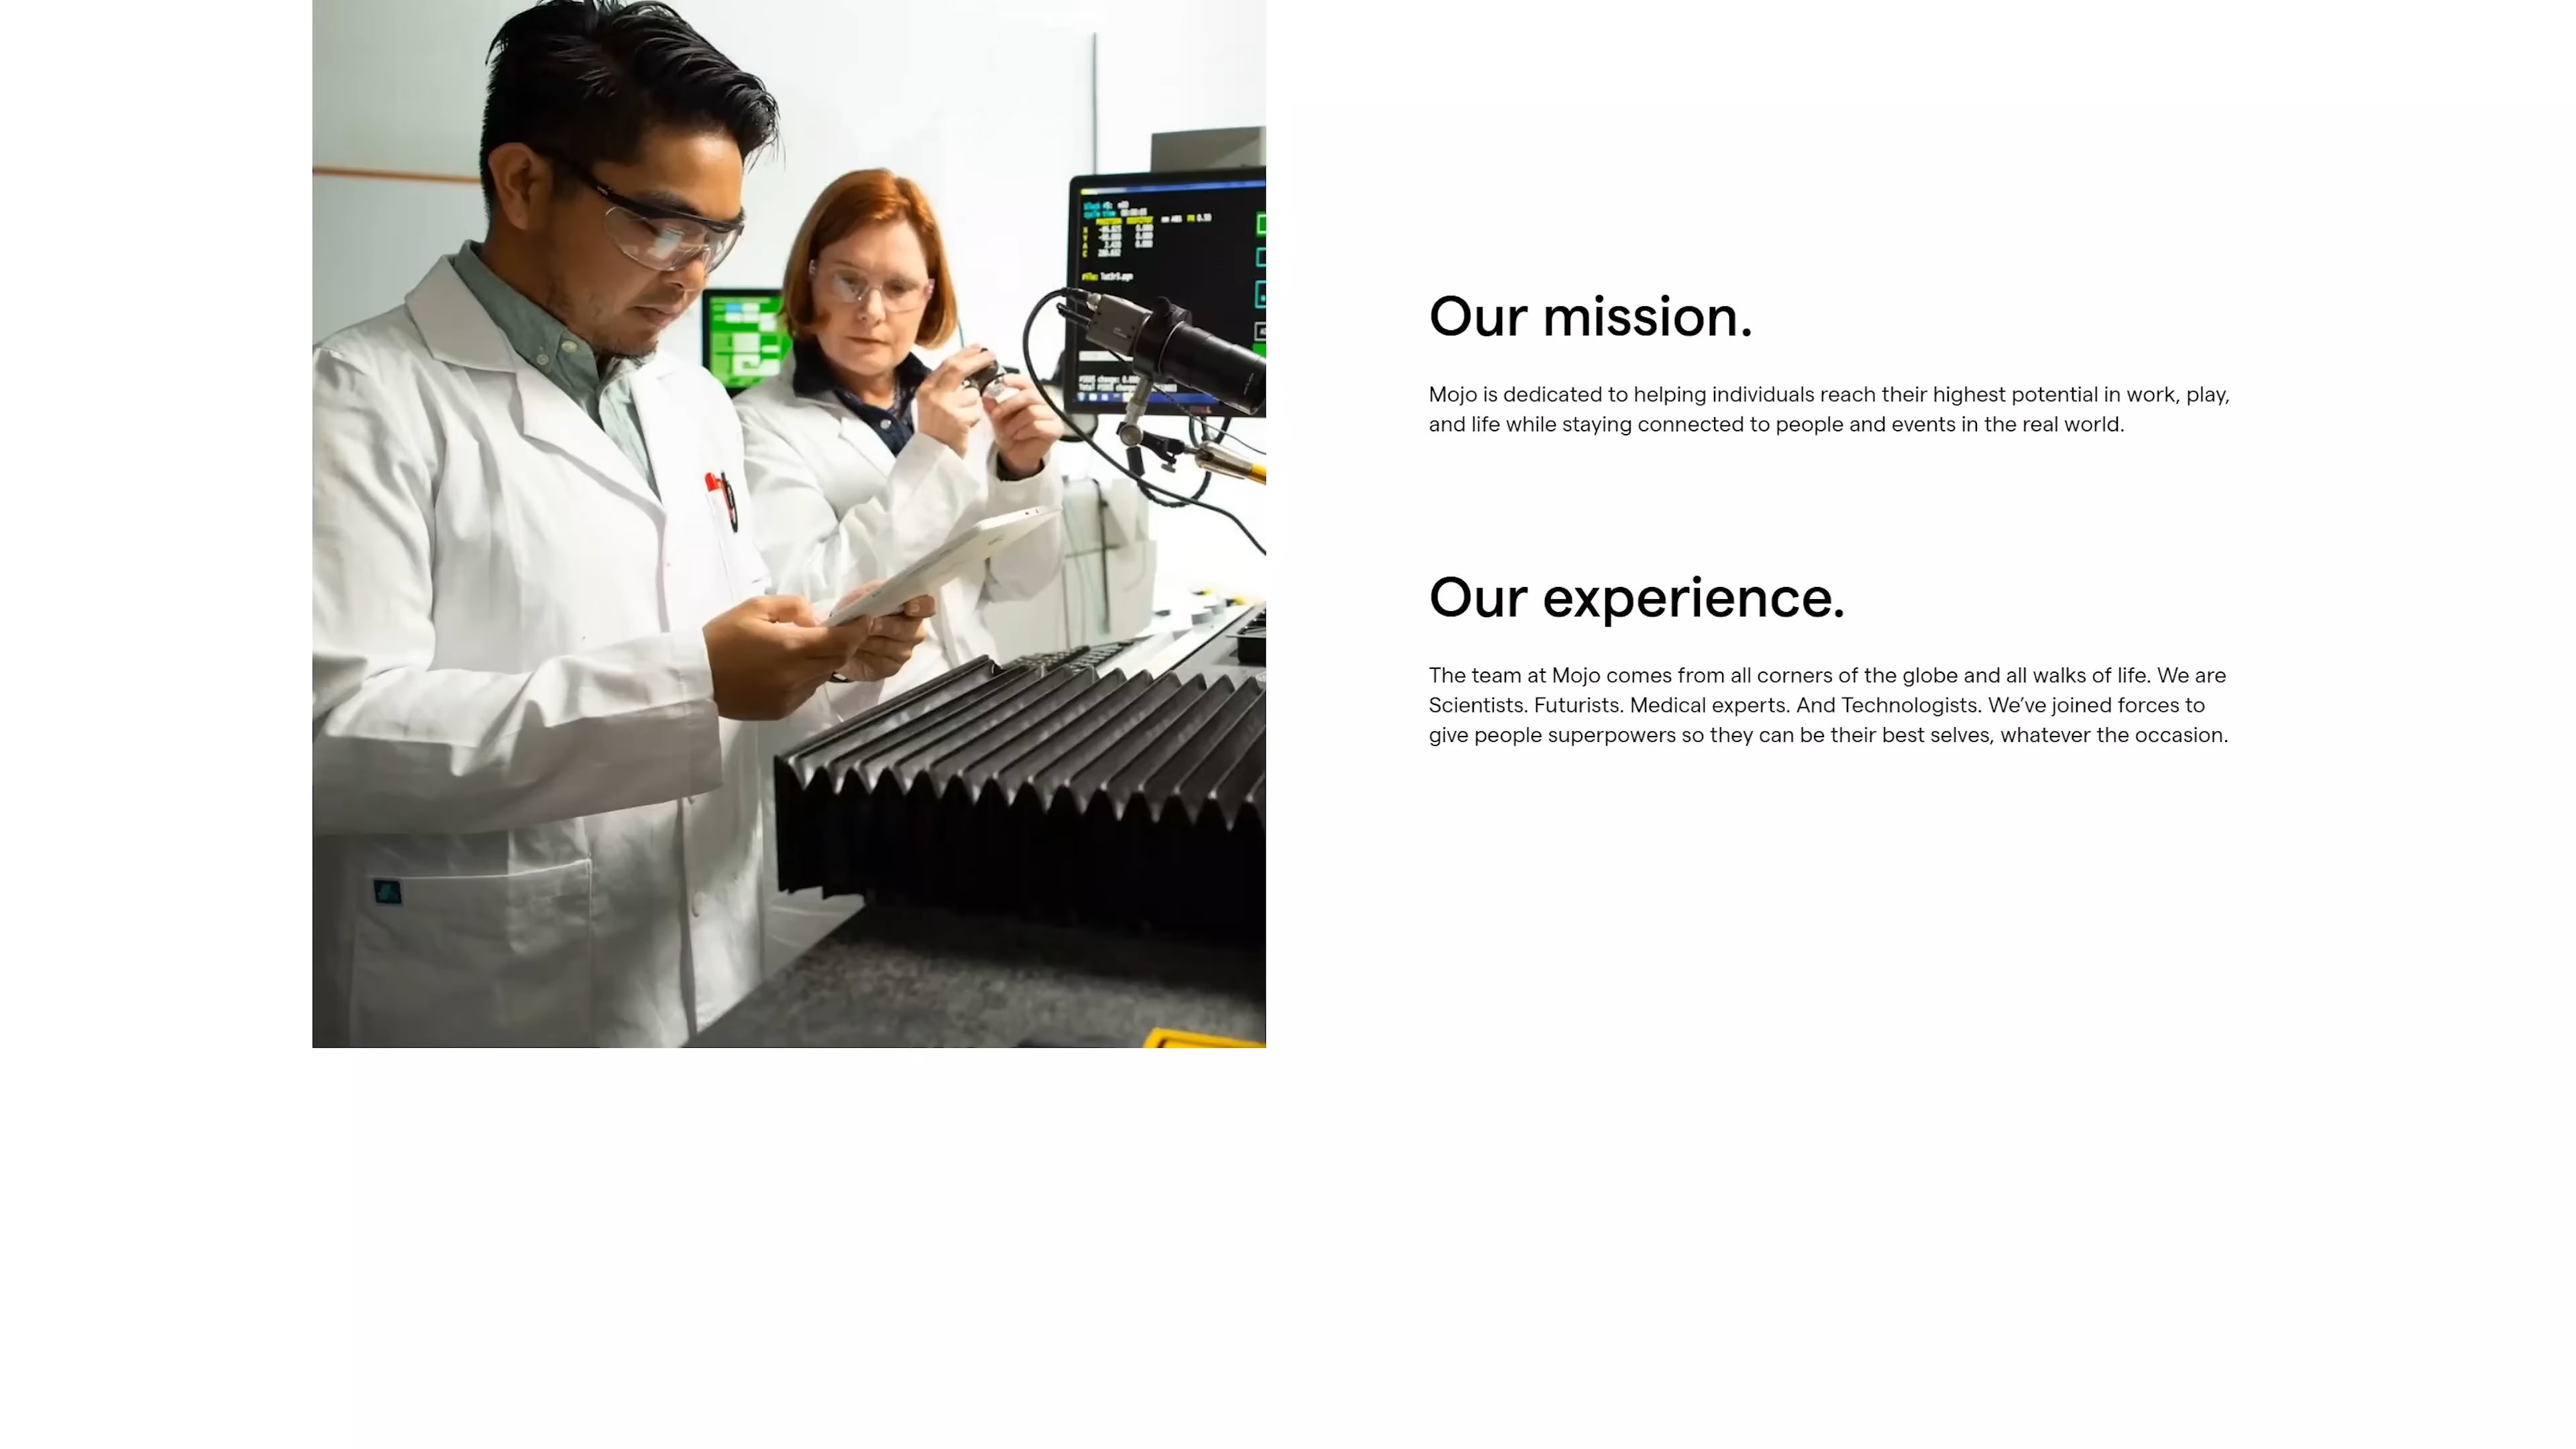 Our mission.
Mojo is dedicated to helping individuals reach their highest potential in work, play,
and life while staying connected to people and events in the real world.
Our experience.
The team at Mojo comes from all corners of the globe and all walks of life. We are
Scientists. Futurists. Medical experts. And Technologists. We’ve joined forces to
give people superpowers so they can be their best selves, whatever the occasion.